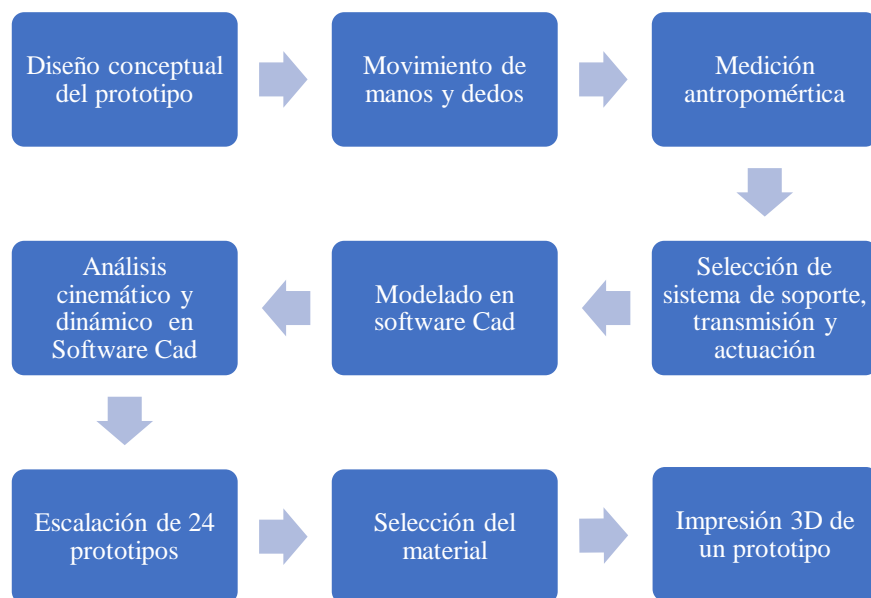 Diseño conceptual
del prototipo
Movimiento de
manos y dedos
Medición
antropomértica
Selección de
sistema de soporte,
transmisión y
actuación
Modelado en
software Cad
Análisis
cinemático y
dinámico en
Software Cad
Escalación de 24
prototipos
Selección del
material
Impresión 3D de
un prototipo